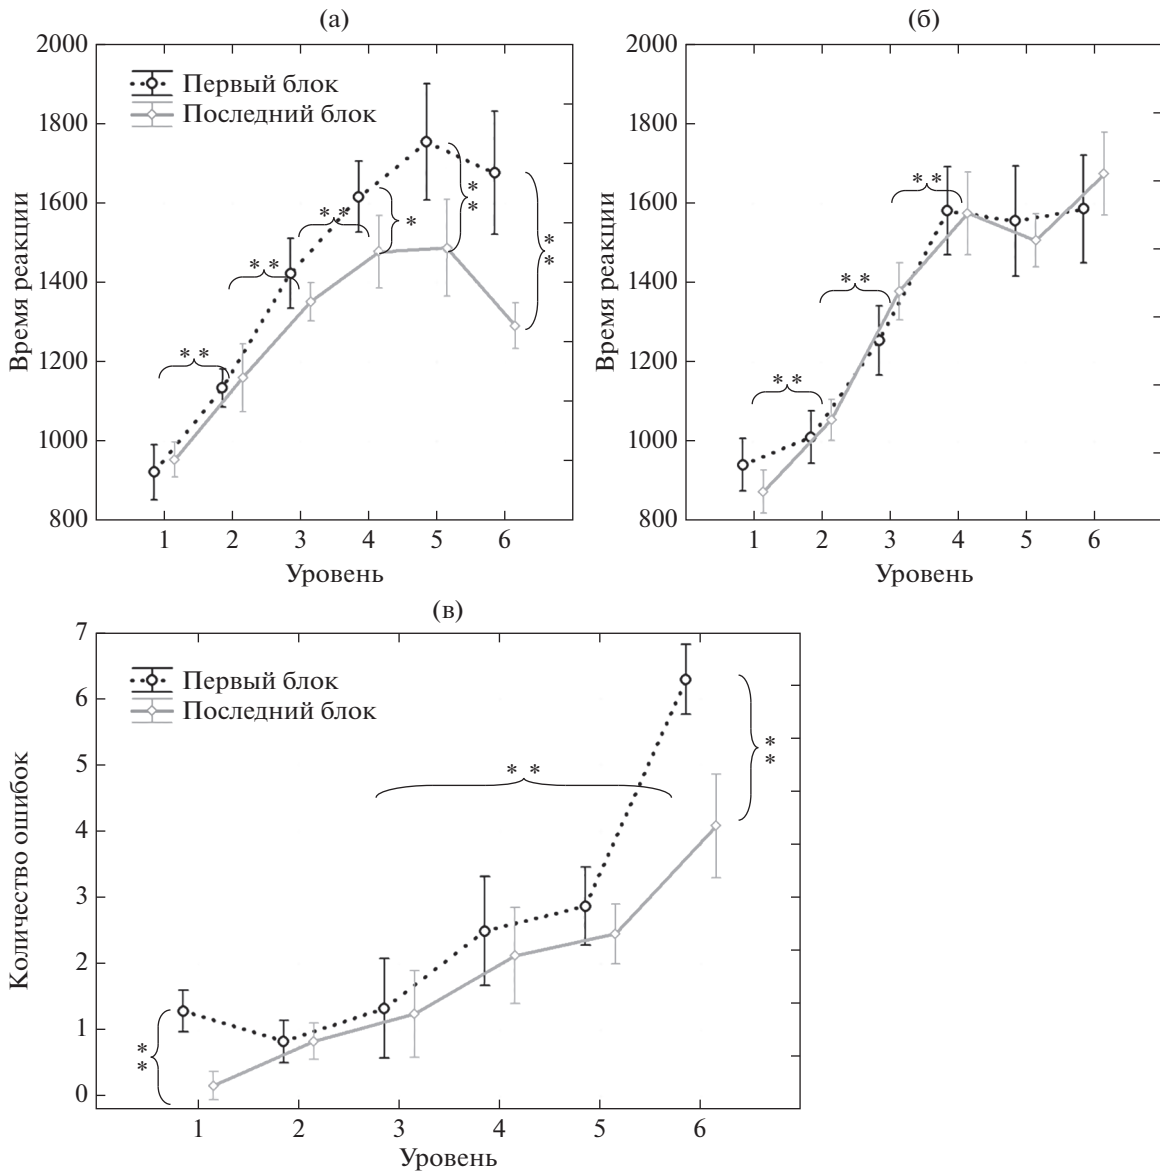 (а)
2000
1800
1600
1400
1200
1000
800
Время реакции
Первый блок
Последний блок
* *
* *
* *
*
* *
* *
1 2 3 4 5 6
Уровень
(б)
2000
1800
1600
1400
1200
1000
800
Время реакции
* *
* *
* *
1 2 3 4 5 6
Уровень
(в)
7
6
5
4
3
2
1
0
Количество ошибок
Первый блок
Последний блок
* *
* *
* *
1 2 3 4 5 6
Уровень